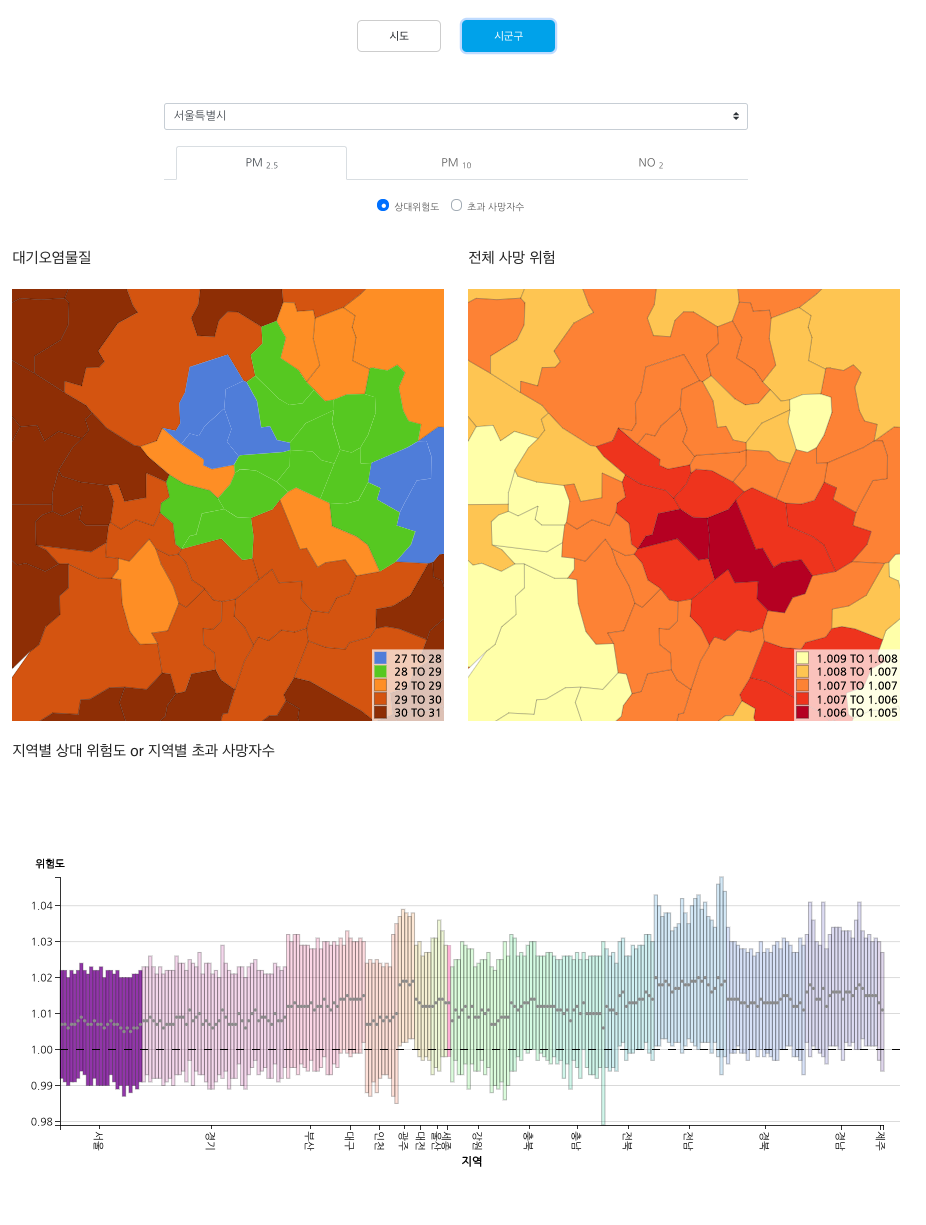 시도 시군구
서울특별시
PM 2.5 PM 10 NO 2
상대위험도 초과 사망자수
대기오염물질 전체 사망 위험
27 TO 28
28 TO 29
29 TO 29
29 TO 30
30 TO 31
1.009 TO 1.008
1.008 TO 1.007
1.007 TO 1.007
1.007 TO 1.006
1.006 TO 1.005
지역별 상대 위험도 or 지역별 초과 사망자수
위험도
1.04
1.03
1.02
1.01
1.00
0.99
0.98
서울 경기 부산 대구 인천 광주 대전 울산 세종 강원 충북 충남 전북 전남 경북 경남 제주
지역